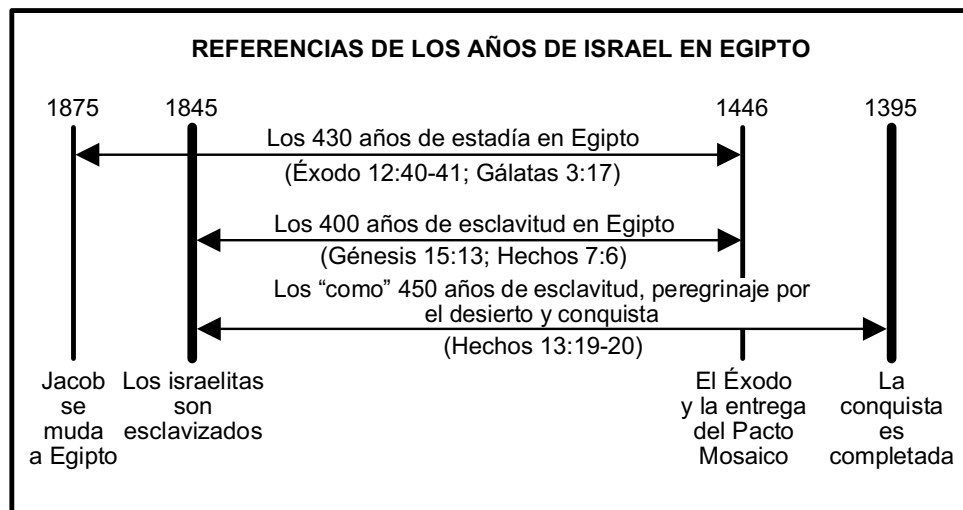 REFERENCIAS DE LOS AÑOS DE ISRAEL EN EGIPTO
1875 1845 1446 1395
Los 430 años de estadía en Egipto
(Éxodo 12:40-41; Gálatas 3:17)
Los 400 años de esclavitud en Egipto
(Génesis 15:13; Hechos 7:6)
Los “como” 450 años de esclavitud, peregrinaje por
el desierto y conquista
(Hechos 13:19-20)
Jacob
se
muda
a Egipto
Los israelitas
son
esclavizados
El Éxodo
y la entrega
del Pacto
Mosaico
La
conquista
es
completada